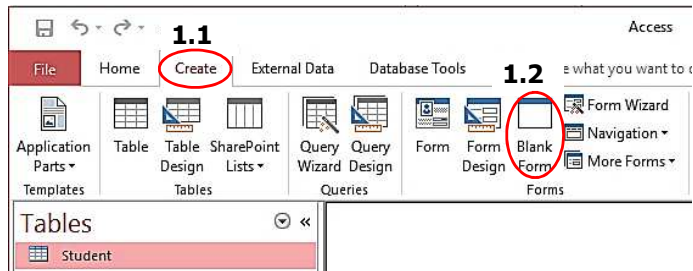 Access
1.1
File Home Create External Data Database Tools 1.2 what you want to
Application Parts
Table
Table Design
SharePoint Lists
Query Wizard
Query Design
Form
Form Design
Blank Form
Form Wizard
Navigation
More Forms
Templates Tables Queries Forms
Tables
Student